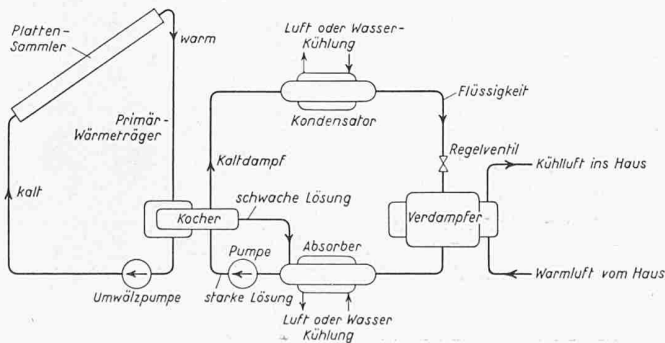 Platten-
Sammler
warm
Luft oder Wasser-
Kühlung
Flüssigkeit
Kondensator
Primär-
Wärmeträger
Kaltdampf
Regelventil
Kühlluft ins Haus
kalt
schwache Lösung
Kocher
Verdampfer
Pumpe
Absorber
Warmluft vom Haus
Umwälzpumpe
starke Lösung
Luft oder Wasser
Kühlung